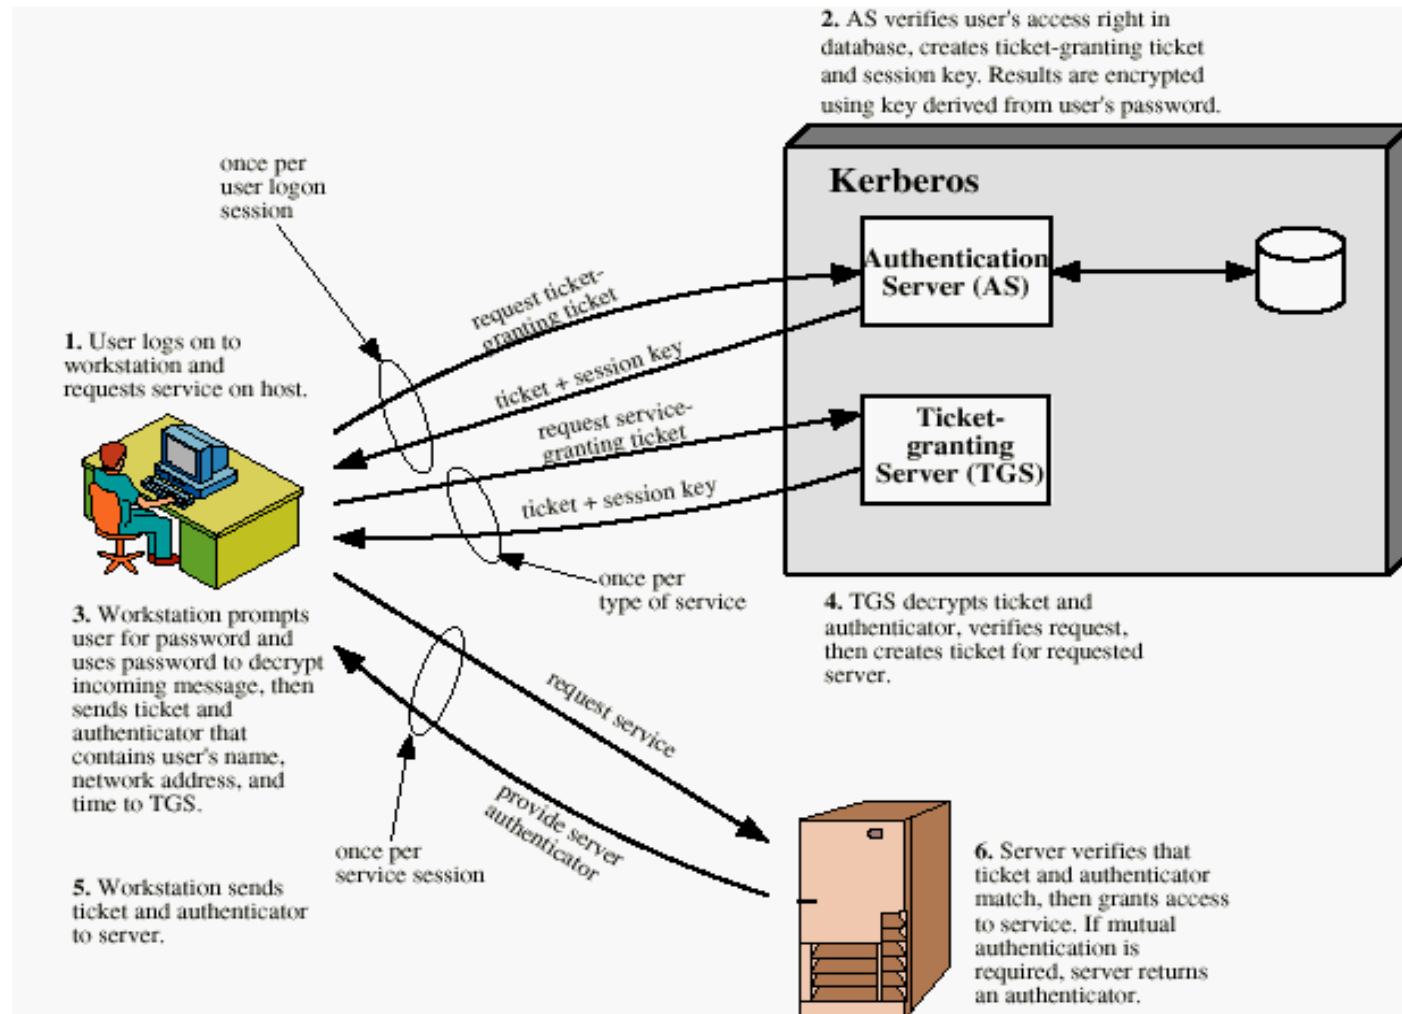 2. AS verifies user's access right in
database, creates ticket-granting ticket
and session key. Results are encrypted
using key derived from user's password.
once per
user logon
session
Kerberos
Authentication
Server (AS)
request ticket-
granting ticket
1. User logs on to
workstation and
requests service on host.
ticket + session key
request service-
granting ticket
Ticket-
granting
Server (TGS)
ticket + session key
once per
type of service
3. Workstation prompts
user for password and
uses password to decrypt
incoming message, then
sends ticket and
authenticator that
contains user's name,
network address, and
time to TGS.
4. TGS decrypts ticket and
authenticator, verifies request,
then creates ticket for requested
server.
request service
provide server
authenticator
once per
service session
5. Workstation sends
ticket and authenticator
to server.
6. Server verifies that
ticket and authenticator
match, then grants access
to service. If mutual
authentication is
required, server returns
an authenticator.